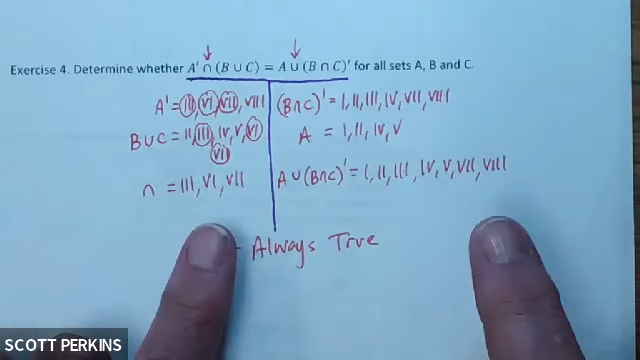 Exercise 4. Determine whether A' ∩ (B ∪ C) = A ∪ (B ∩ C)' for all sets A, B and C.
A' = III, VI, VII, VIII
B ∪ C = II, III, IV, V, VI
VII
∩ = III, VI, VII
(B ∩ C)' = I, II, III, IV, VII, VIII
A = I, II, IV, V
A ∪ (B ∩ C)' = I, II, III, IV, V, VII, VIII
Always True
SCOTT PERKINS